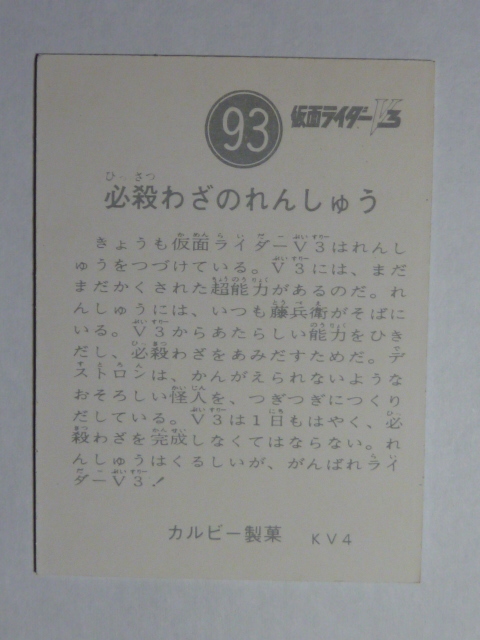 93
仮面ライダーV3
必殺わざのれんしゅう
きょうも仮面ライダーV3はれんし
ゅうをつづけている。V3には、まだ
まだかくされた超能力があるのだ。れ
んしゅうには、いつも藤兵衛がそばに
いる。V3からあたらしい能力をひき
だし、必殺わざをあみだすためだ。デ
ストロンは、かんがえられないような
おそろしい怪人を、つぎつぎにつくり
だしている。V3は1日もはやく、必
殺わざを完成しなくてはならない。れ
んしゅうはくるしいが、がんばれライ
ダーV3!
カルビー製菓 KV4